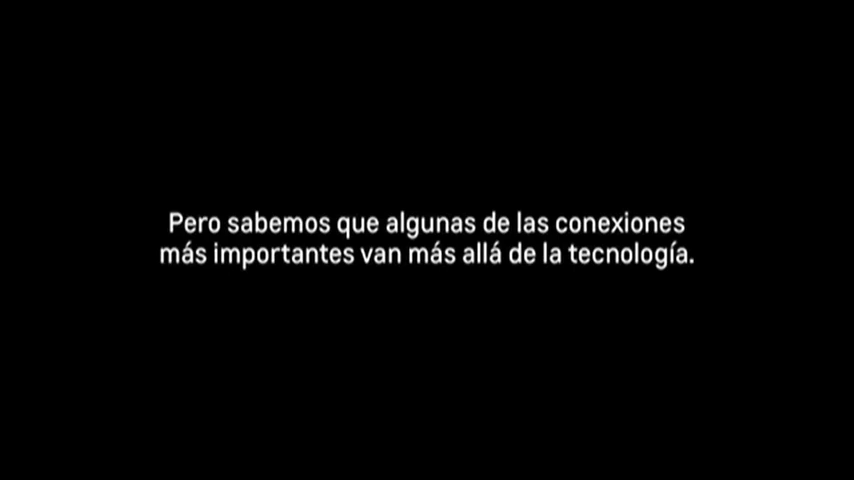 Pero sabemos que algunas de las conexiones
más importantes van más allá de la tecnología.